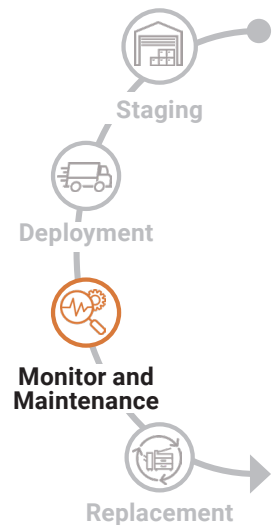 Staging
Deployment
Monitor and
Maintenance
Replacement